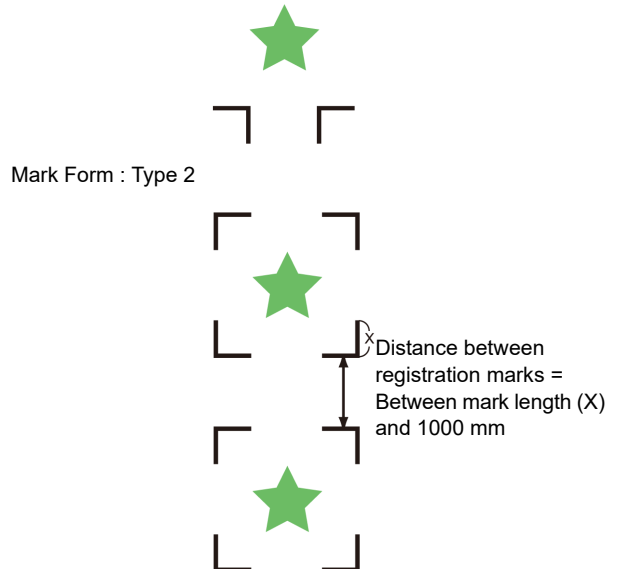 Mark Form : Type 2
X
Distance between
registration marks =
Between mark length (X)
and 1000 mm